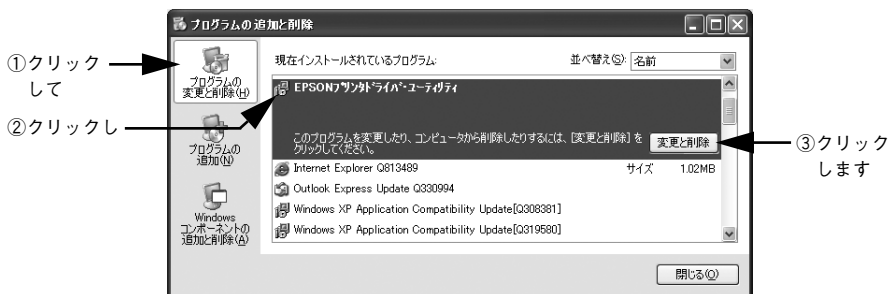 プログラムの追加と削除
①クリック
して
プログラムの
変更と削除(H)
現在インストールされているプログラム:
並べ替え(S):
名前
②クリックし
EPSONプリンタドライバ・ユーティリティ
このプログラムを変更したり、コンピュータから削除したりするには、[変更と削除] を
クリックしてください。
変更と削除
③クリック
します
プログラムの
追加(N)
Internet Explorer Q813489
サイズ
1.02MB
Outlook Express Update Q330994
Windows XP Application Compatibility Update[Q308381]
Windows XP Application Compatibility Update[Q319580]
Windows
コンポーネントの
追加と削除(A)
閉じる(O)